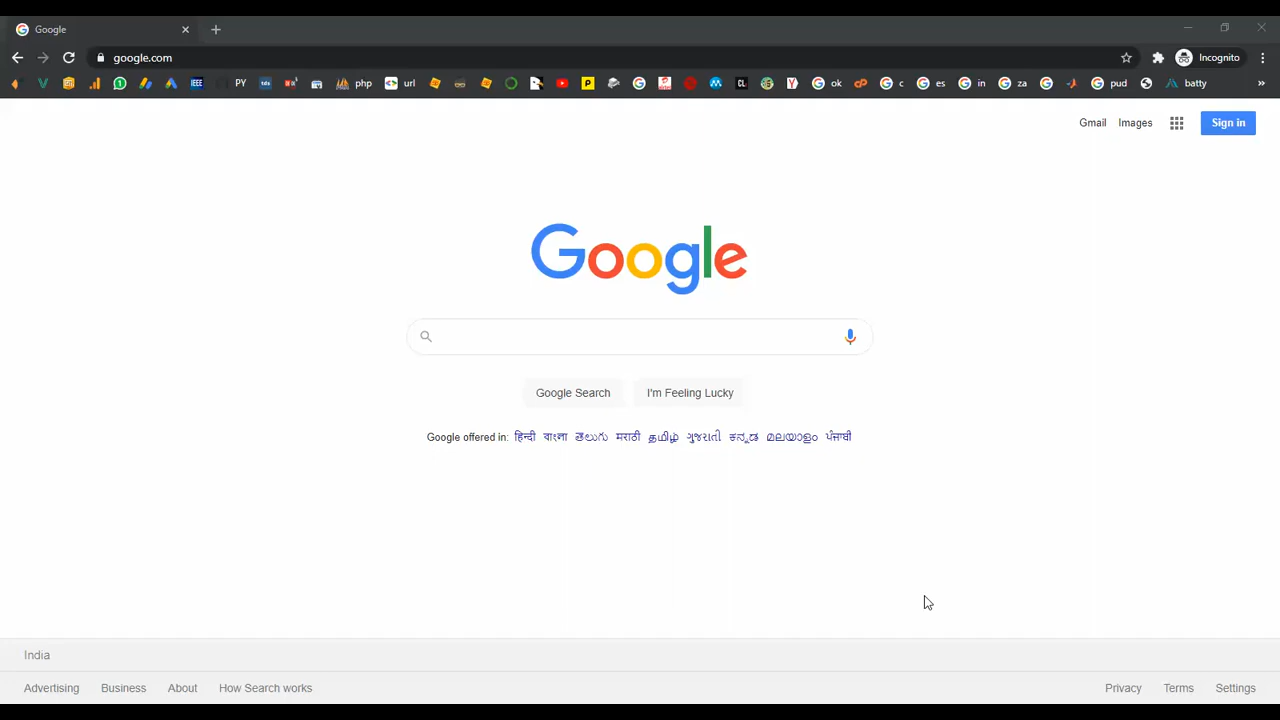 Google
google.com
Incognito
PY php url ok c es in za pud batty
Gmail Images Sign in
Google
Google Search I'm Feeling Lucky
Google offered in: हिन्दी বাংলা తెలుగు मराठी தமிழ் ગુજરાતી ಕನ್ನಡ മലയാളം ਪੰਜਾਬੀ
India
Advertising Business About How Search works Privacy Terms Settings